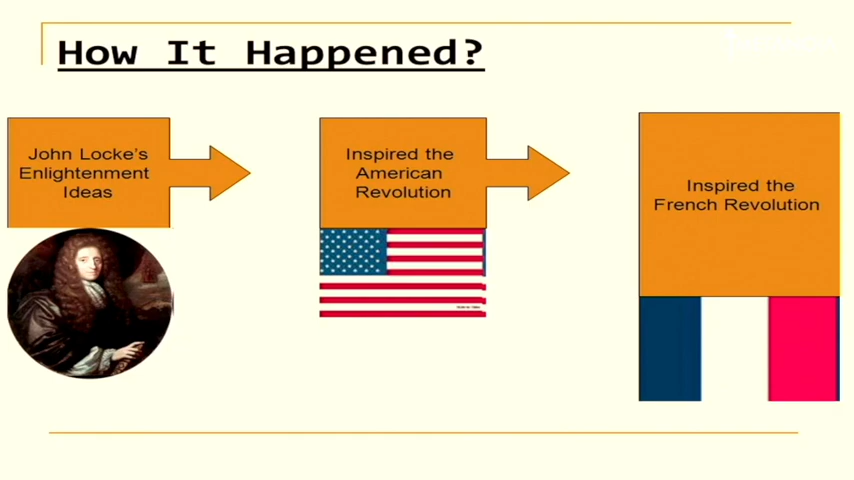 How It Happened?
John Locke's
Enlightenment
Ideas
Inspired the
American
Revolution
Inspired the
French Revolution